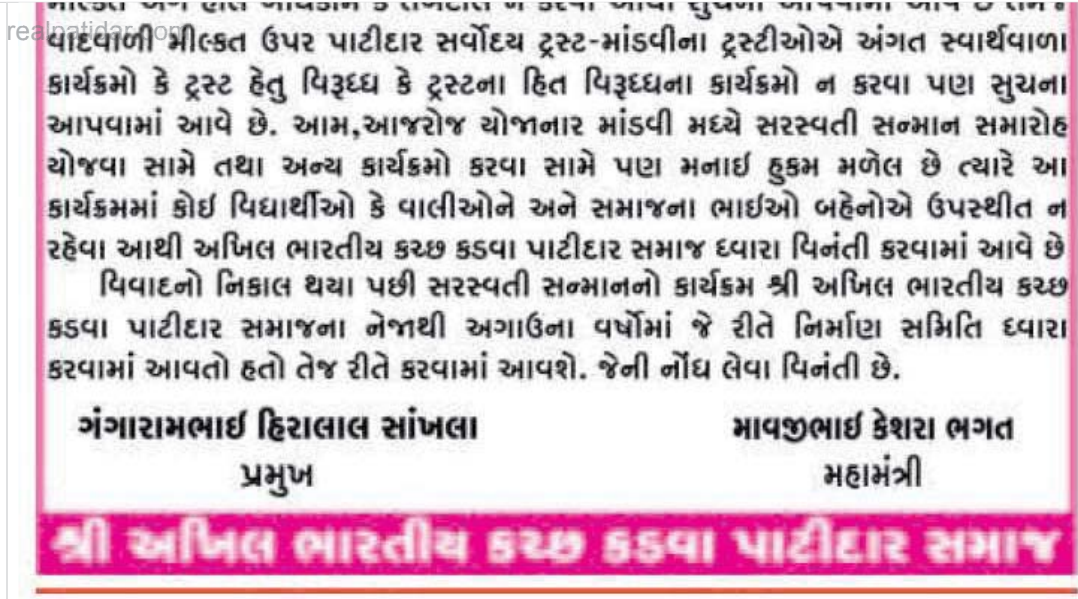 realpatidar.com
વાદવાળી મીલ્કત ઉપર પાટીદાર સર્વોદય ટ્રસ્ટ-માંડવીના ટ્રસ્ટીઓએ અંગત સ્વાર્થવાળા
કાર્યક્રમો કે ટ્રસ્ટ હેતુ વિરૂધ્ધ કે ટ્રસ્ટના હિત વિરૂધ્ધના કાર્યક્રમો ન કરવા પણ સુચના
આપવામાં આવે છે. આમ,આજરોજ યોજાનાર માંડવી મધ્યે સરસ્વતી સન્માન સમારોહ
યોજવા સામે તથા અન્ય કાર્યક્રમો કરવા સામે પણ મનાઈ હુકમ મળેલ છે ત્યારે આ
કાર્યક્રમમાં કોઈ વિદ્યાર્થીઓ કે વાલીઓને અને સમાજના ભાઈઓ બહેનોએ ઉપસ્થીત ન
રહેવા આથી અખિલ ભારતીય કચ્છ કડવા પાટીદાર સમાજ ધ્વારા વિનંતી કરવામાં આવે છે
વિવાદનો નિકાલ થયા પછી સરસ્વતી સન્માનનો કાર્યક્રમ શ્રી અખિલ ભારતીય કચ્છ
કડવા પાટીદાર સમાજના નેજાથી અગાઉના વર્ષોમાં જે રીતે નિર્માણ સમિતિ ધ્વારા
કરવામાં આવતો હતો તેજ રીતે કરવામાં આવશે. જેની નોંધ લેવા વિનંતી છે.
ગંગારામભાઈ હિરાલાલ સાંખલા
પ્રમુખ
માવજીભાઈ કેશરા ભગત
મહામંત્રી
શ્રી અખિલ ભારતીય કચ્છ કડવા પાટીદાર સમાજ